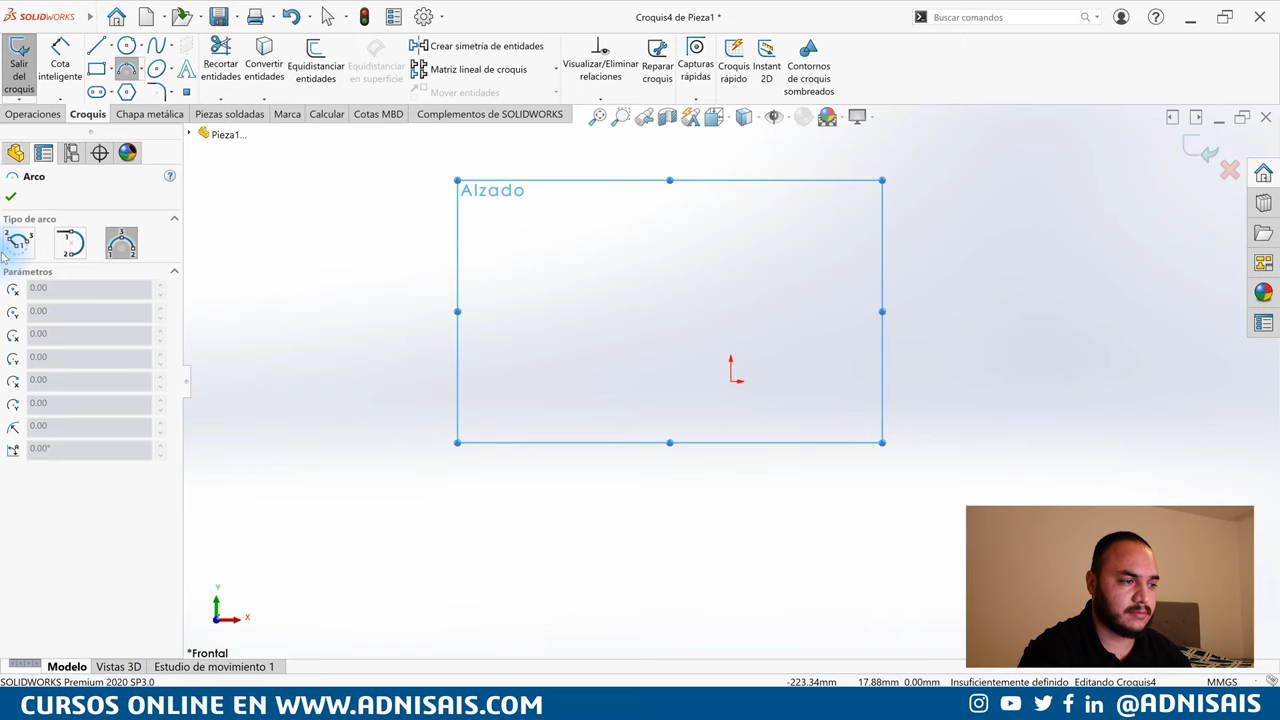 SOLIDWORKS
Croquis4 de Pieza1 *
Buscar comandos
Salir del croquis
Cota inteligente
Recortar entidades
Convertir entidades
Equidistanciar entidades
Equidistanciar en superficie
Crear simetría de entidades
Matriz lineal de croquis
Mover entidades
Visualizar/Eliminar relaciones
Reparar croquis
Capturas rápidas
Croquis rápido
Instant 2D
Contornos de croquis sombreados
Operaciones
Croquis
Chapa metálica
Piezas soldadas
Marca
Calcular
Cotas MBD
Complementos de SOLIDWORKS
Pieza1...
Arco
Tipo de arco
Parámetros
0.00
0.00
0.00
0.00
0.00
0.00
0.00
0.00°
Alzado
Y
X
*Frontal
Modelo
Vistas 3D
Estudio de movimiento 1
SOLIDWORKS Premium 2020 SP3.0
-223.34mm
17.88mm 0.00mm
Insuficientemente definido
Editando Croquis4
MMGS
CURSOS ONLINE EN WWW.ADNISAIS.COM
@ADNISAIS